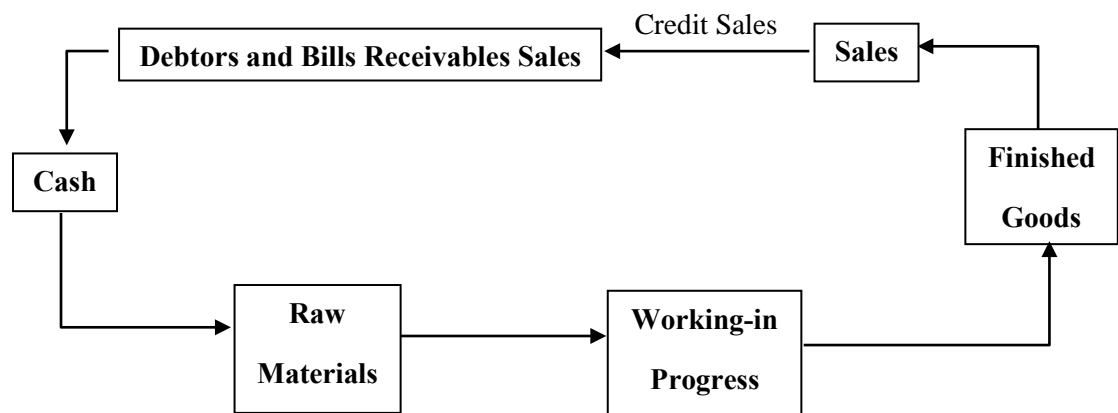 Credit Sales
Debtors and Bills Receivables Sales
Sales
Cash
Finished
Goods
Raw
Materials
Working-in
Progress